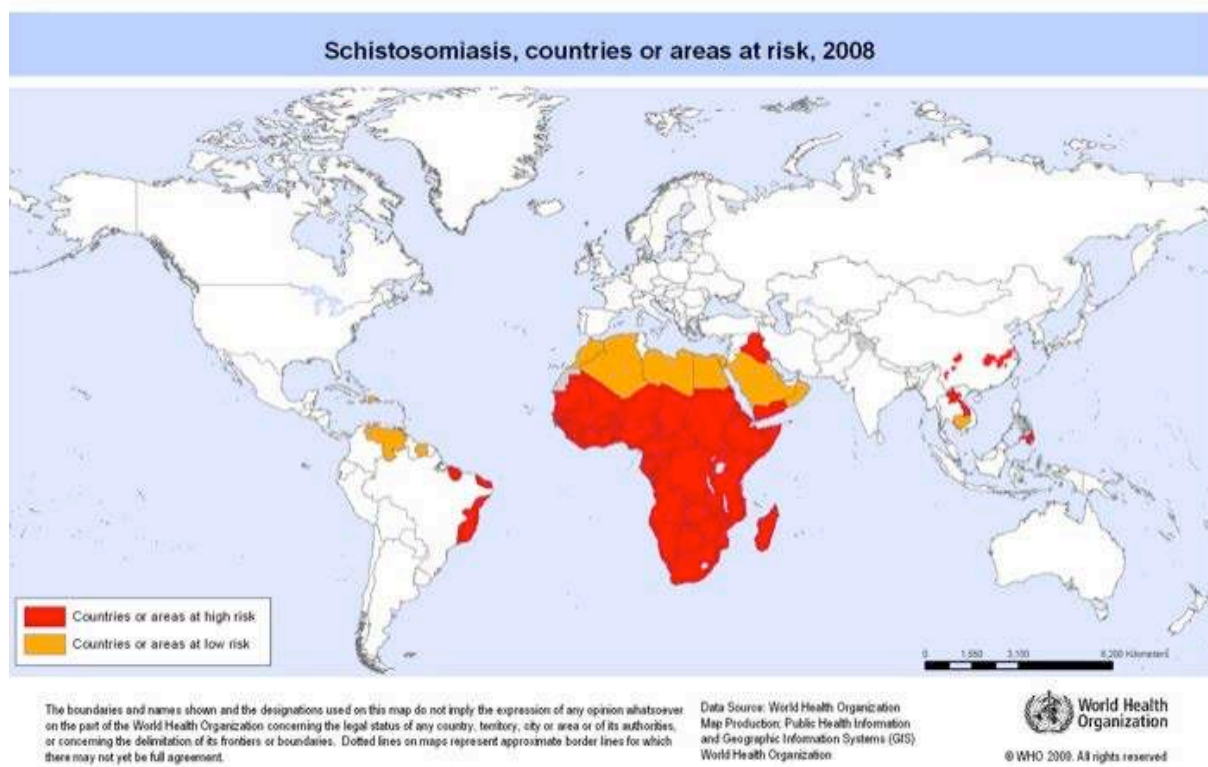 Schistosomiasis, countries or areas at risk, 2008
Countries or areas at high risk
Countries or areas at low risk
0 1,550 3,100 6,200 Kilometers
The boundaries and names shown and the designations used on this map do not imply the expression of any opinion whatsoever
on the part of the World Health Organization concerning the legal status of any country, territory, city or area or of its authorities,
or concerning the delimitation of its frontiers or boundaries. Dotted lines on maps represent approximate border lines for which
there may not yet be full agreement.
Data Source: World Health Organization
Map Production: Public Health Information
and Geographic Information Systems (GIS)
World Health Organization
World Health
Organization
© WHO 2009. All rights reserved